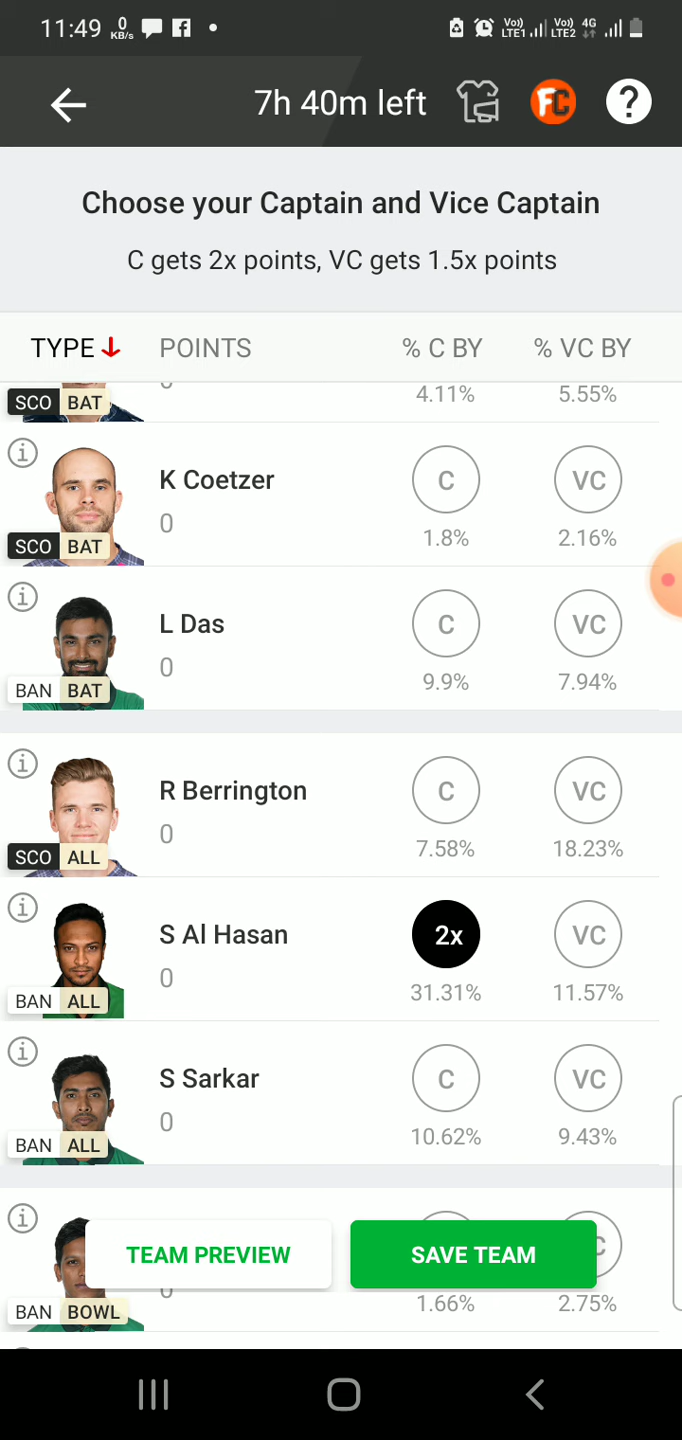 11:49 0 KB/s Vo) LTE1 Vo) LTE2 4G
7h 40m left FC ?
Choose your Captain and Vice Captain
C gets 2x points, VC gets 1.5x points
TYPE POINTS % C BY % VC BY
SCO BAT 4.11% 5.55%
K Coetzer C VC
0
SCO BAT 1.8% 2.16%
L Das C VC
0
BAN BAT 9.9% 7.94%
R Berrington C VC
0
SCO ALL 7.58% 18.23%
S Al Hasan 2x VC
0
BAN ALL 31.31% 11.57%
S Sarkar C VC
0
BAN ALL 10.62% 9.43%
TEAM PREVIEW SAVE TEAM
BAN BOWL 1.66% 2.75%